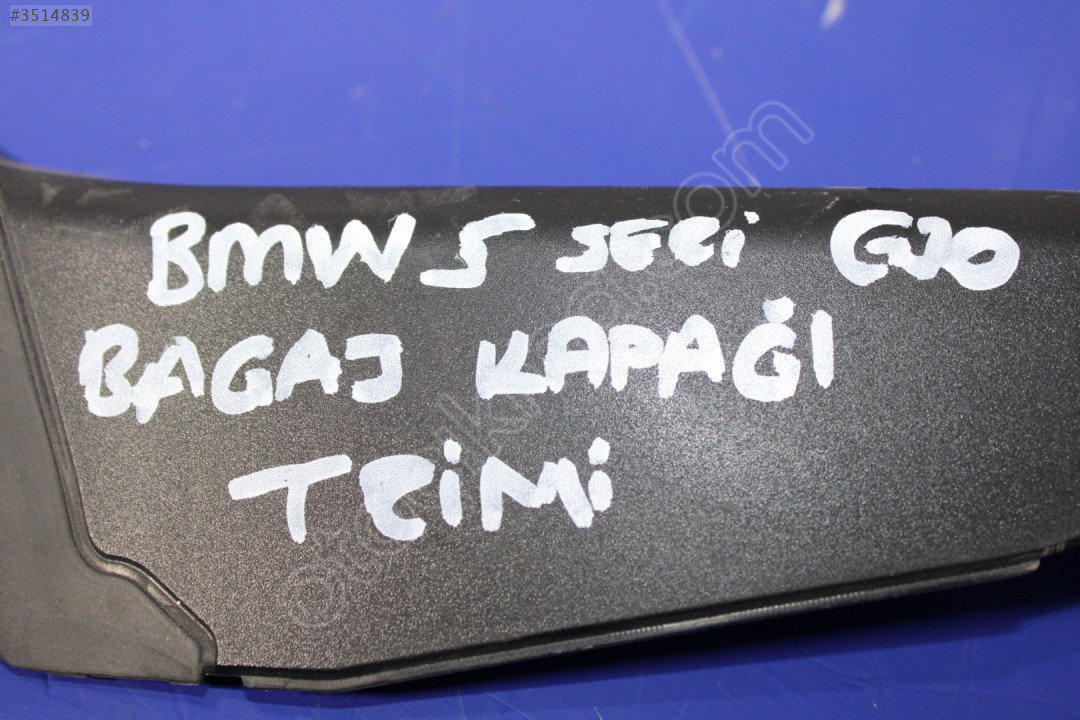 #3514839
BMW 5 SERİ G30
BAGAJ KAPAĞI
TRİMİ